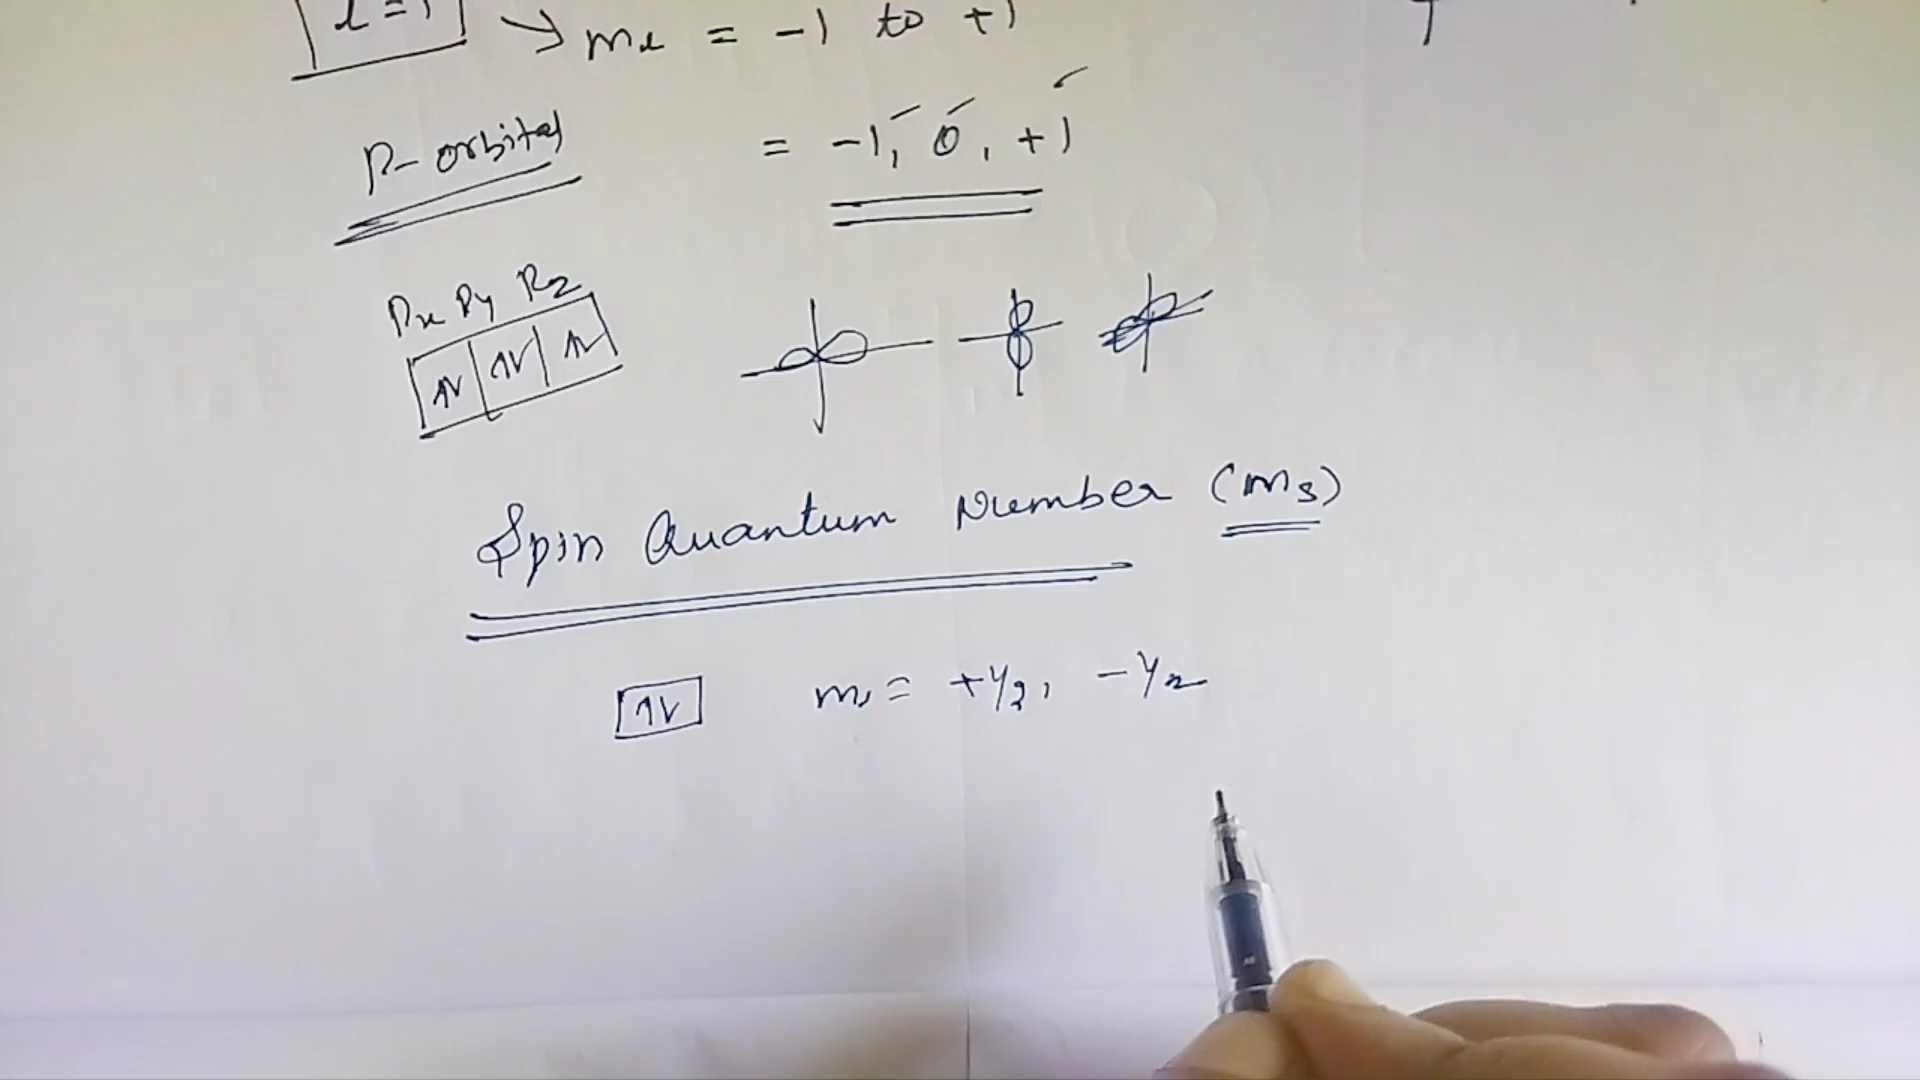 l = 1 → ml = -1 to +1
P-orbital = -1, 0, +1
Px Py Pz
↑↓ ↑↓ ↑↓
Spin Quantum Number (ms)
↑↓ ms = +1/2, -1/2